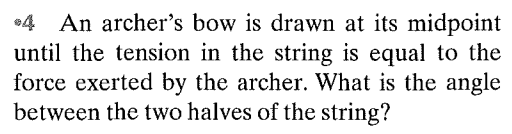 •4 An archer's bow is drawn at its midpoint
until the tension in the string is equal to the
force exerted by the archer. What is the angle
between the two halves of the string?